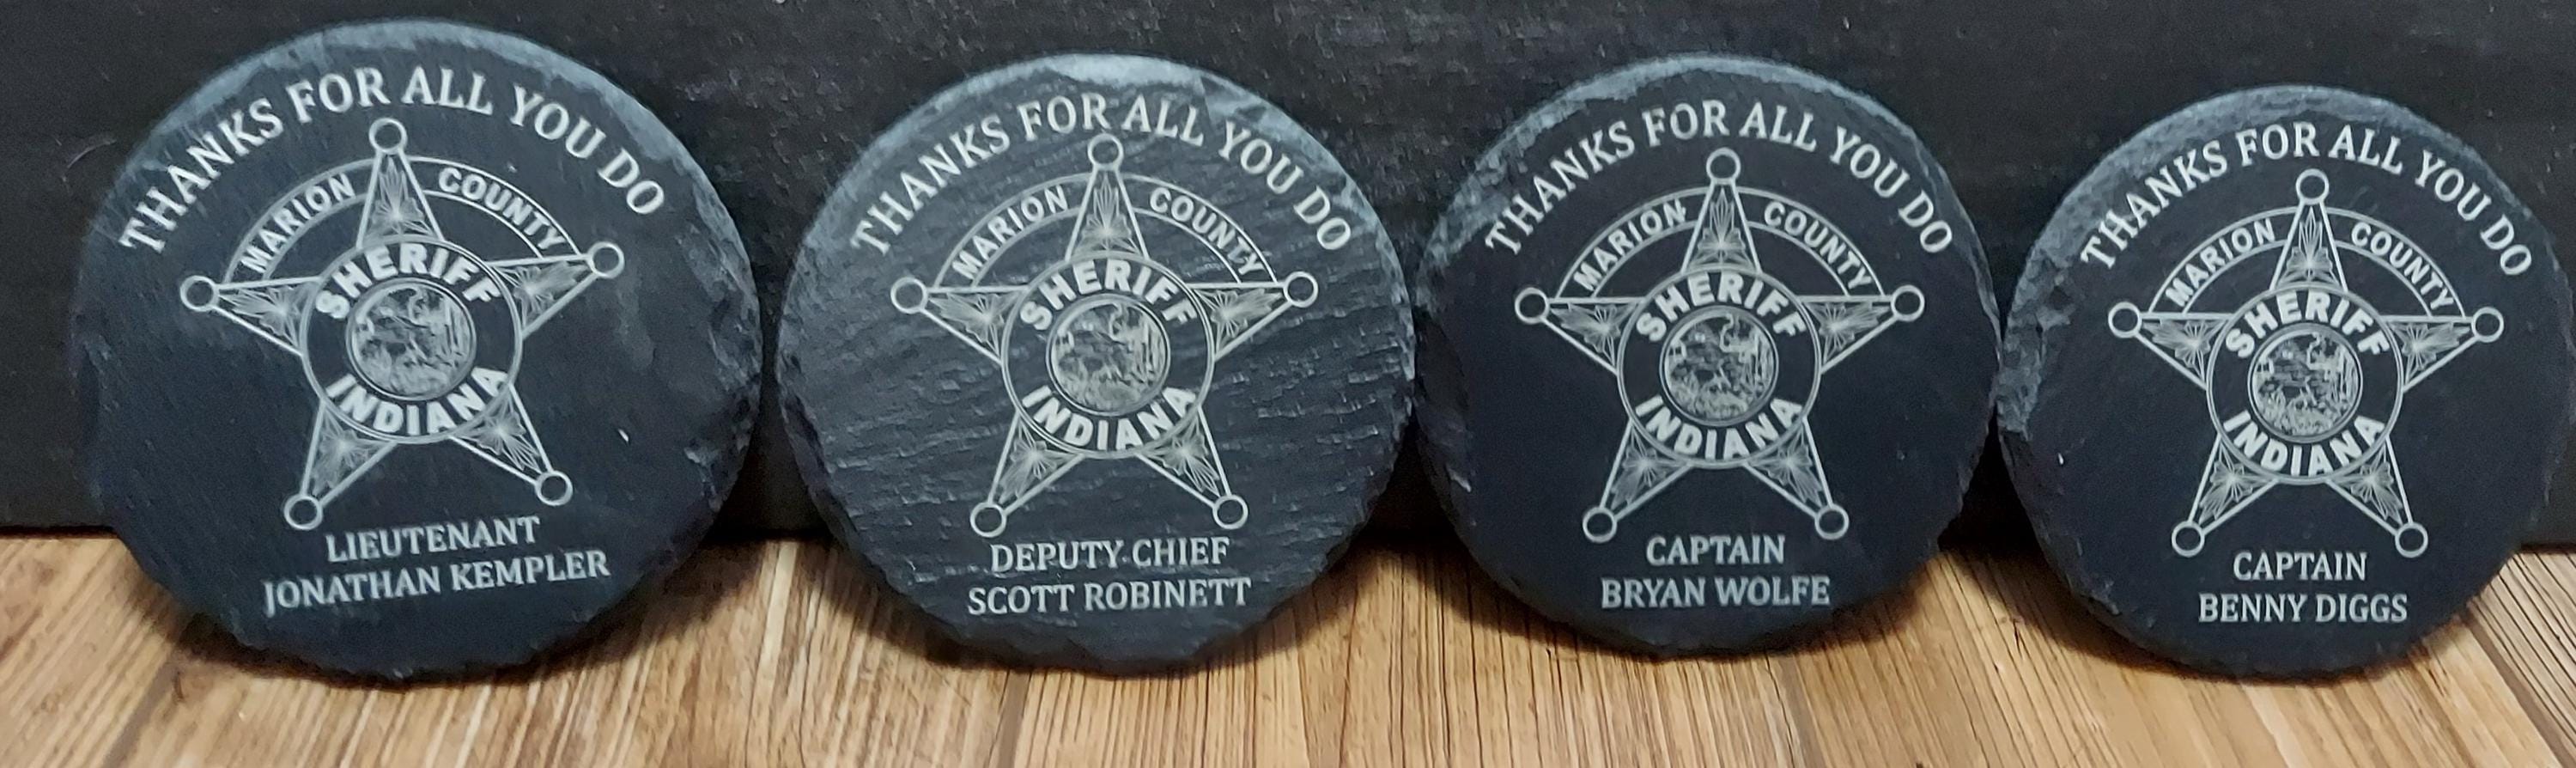 THANKS FOR ALL YOU DO
MARION COUNTY
SHERIFF
INDIANA
LIEUTENANT
JONATHAN KEMPLER
THANKS FOR ALL YOU DO
MARION COUNTY
SHERIFF
INDIANA
DEPUTY CHIEF
SCOTT ROBINETT
THANKS FOR ALL YOU DO
MARION COUNTY
SHERIFF
INDIANA
CAPTAIN
BRYAN WOLFE
THANKS FOR ALL YOU DO
MARION COUNTY
SHERIFF
INDIANA
CAPTAIN
BENNY DIGGS